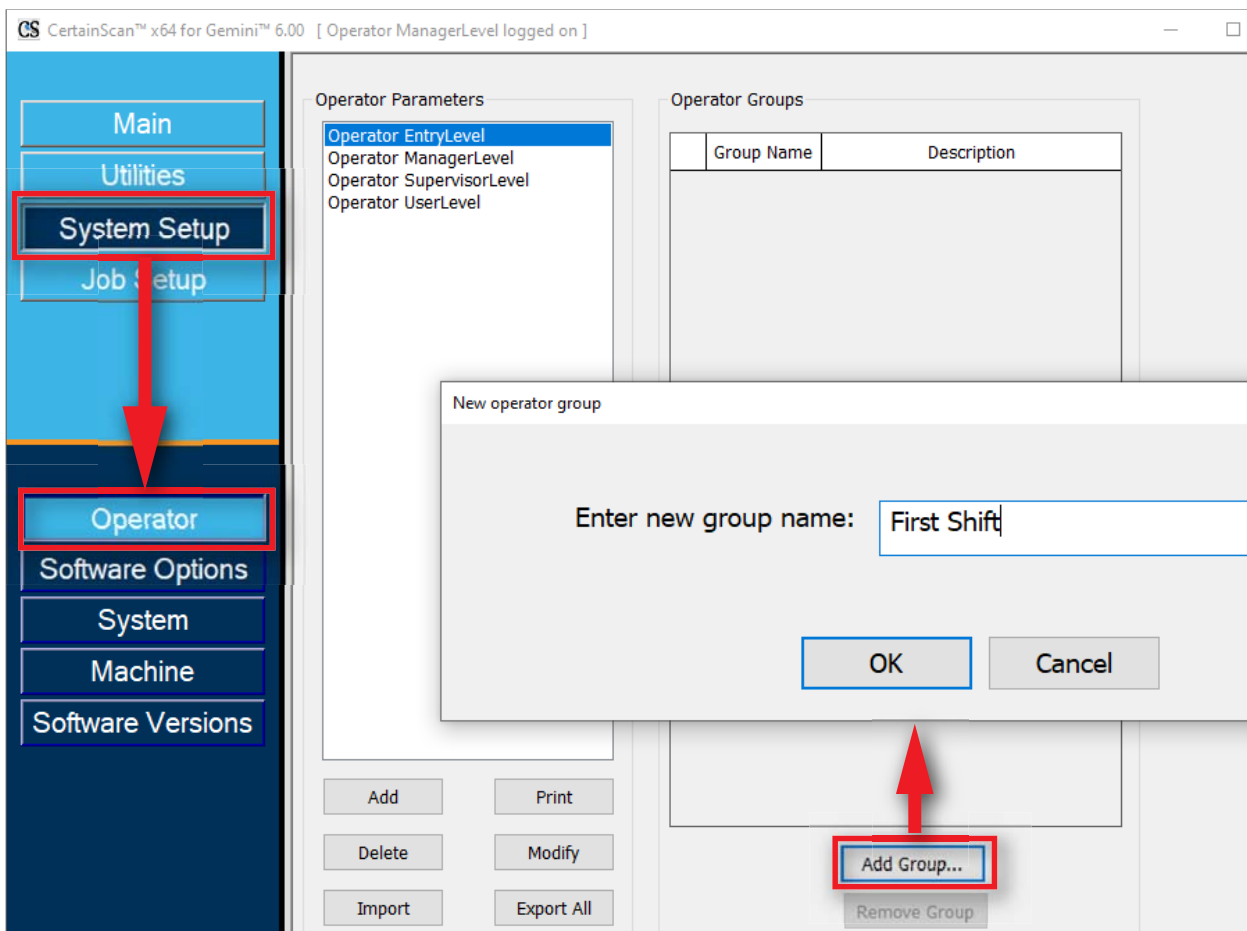 CS CertainScan™ x64 for Gemini™ 6.00 [ Operator ManagerLevel logged on ]
Main
Utilities
System Setup
Job Setup
Operator
Software Options
System
Machine
Software Versions
Operator Parameters
Operator EntryLevel
Operator ManagerLevel
Operator SupervisorLevel
Operator UserLevel
Add
Print
Delete
Modify
Import
Export All
Operator Groups
Group Name
Description
New operator group
Enter new group name:
First Shift
OK
Cancel
Add Group...
Remove Group